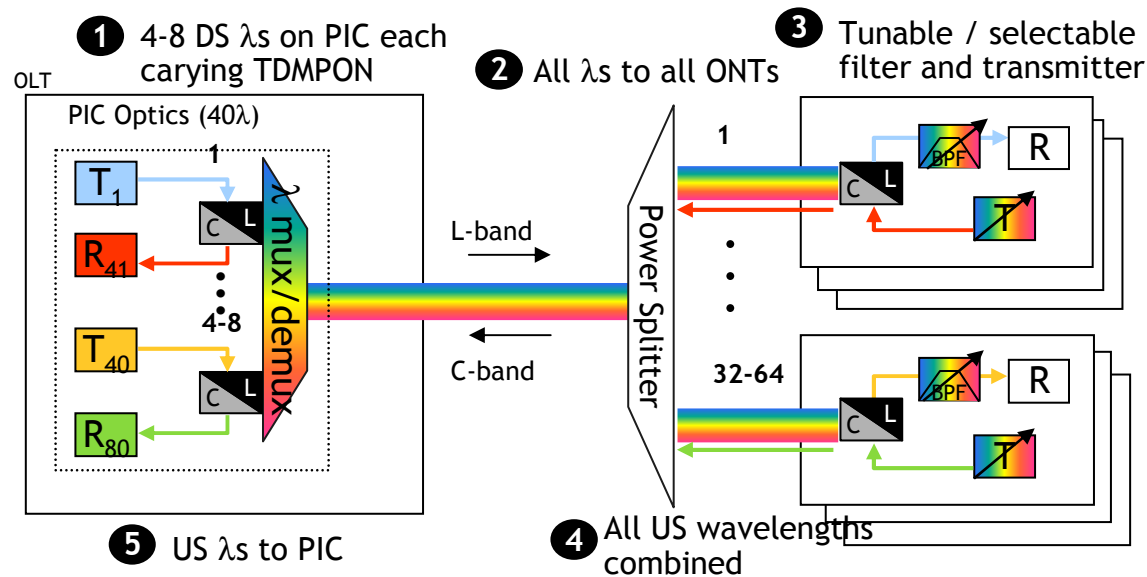 1 4-8 DS λs on PIC each
carying TDMPON
2 All λs to all ONTs
3 Tunable / selectable
filter and transmitter
OLT
PIC Optics (40λ)
1
T1
C L
R41
4-8
T40
C L
R80
λ mux/demux
L-band
C-band
Power Splitter
1
C L
BPF
R
T
32-64
C L
BPF
R
T
4 All US wavelengths
combined
5 US λs to PIC